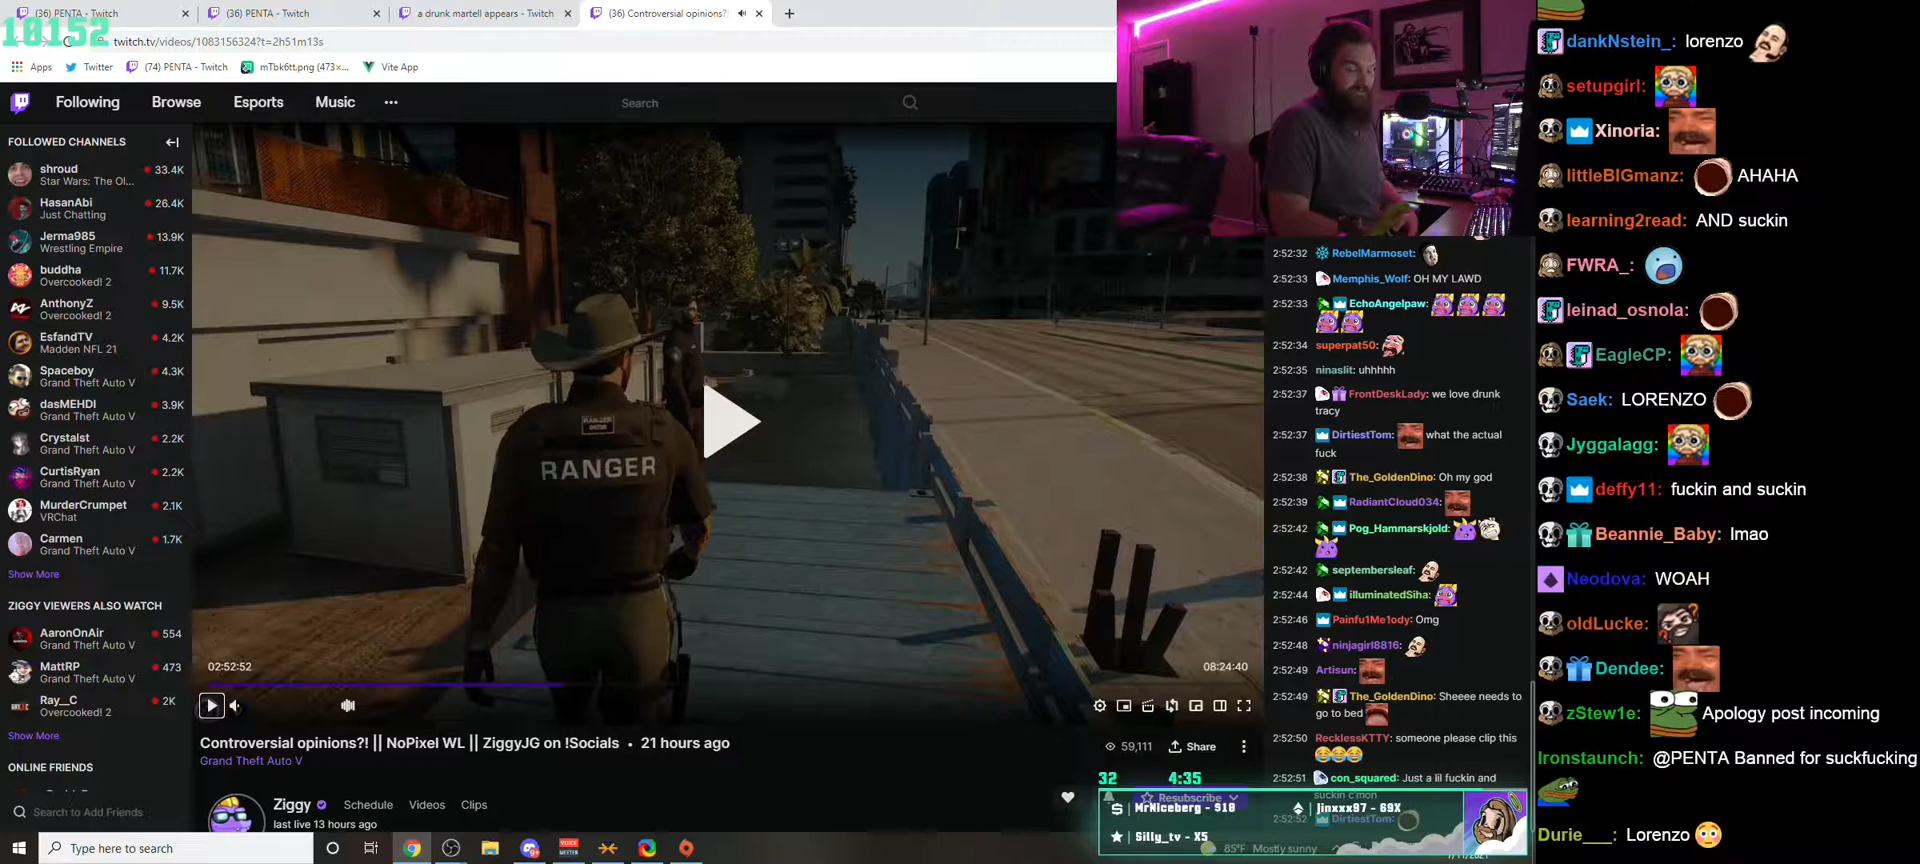 (36) PENTA - Twitch
(36) PENTA - Twitch
a drunk martell appears - Twitch
(36) Controversial opinions?!
10152
twitch.tv/videos/1083156324?t=2h51m13s
Apps
Twitter
(74) PENTA - Twitch
mTbk6tt.png (473×...
Vite App
Following
Browse
Esports
Music
Search
FOLLOWED CHANNELS
shroud
33.4K
Star Wars: The Ol...
HasanAbi
26.4K
Just Chatting
Jerma985
13.9K
Wrestling Empire
buddha
11.7K
Overcooked! 2
AnthonyZ
9.5K
Overcooked! 2
EsfandTV
4.2K
Madden NFL 21
Spaceboy
4.3K
Grand Theft Auto V
dasMEHDI
3.9K
Grand Theft Auto V
Crystalst
2.2K
Grand Theft Auto V
CurtisRyan
2.2K
Grand Theft Auto V
MurderCrumpet
2.1K
VRChat
Carmen
1.7K
Grand Theft Auto V
Show More
ZIGGY VIEWERS ALSO WATCH
AaronOnAir
554
Grand Theft Auto V
MattRP
473
Grand Theft Auto V
Ray__C
2K
Overcooked! 2
Show More
ONLINE FRIENDS
Search to Add Friends
RANGER
02:52:52
08:24:40
Controversial opinions?! || NoPixel WL || ZiggyJG on !Socials • 21 hours ago
Grand Theft Auto V
59,111
Share
Ziggy
Schedule
Videos
Clips
last live 13 hours ago
Resubscribe
2:52:32 RebelMarmoset:
2:52:33 Memphis_Wolf: OH MY LAWD
2:52:33 EchoAngelpaw:
2:52:34 superpat50:
2:52:35 ninaslit: uhhhhh
2:52:37 FrontDeskLady: we love drunk
tracy
2:52:37 DirtiestTom: what the actual
fuck
2:52:38 The_GoldenDino: Oh my god
2:52:39 RadiantCloud034:
2:52:42 Pog_Hammarskjold:
2:52:42 septembersleaf:
2:52:44 illuminatedSiha:
2:52:46 Painfu1Me1ody: Omg
2:52:48 ninjagirl8816:
2:52:49 Artisun:
2:52:49 The_GoldenDino: Sheeee needs to
go to bed
2:52:50 RecklessKTTY: someone please clip this
2:52:51 con_squared: Just a lil fuckin and
suckin c'mon
2:52:52 DirtiestTom:
32
4:35
MrNiceberg - $10
Jinxxx97 - 69X
Silly_tv - X5
dankNstein_: lorenzo
setupgirl:
Xinoria:
littleBIGmanz: AHAHA
learning2read: AND suckin
FWRA_:
leinad_osnola:
EagleCP:
Saek: LORENZO
Jyggalagg:
deffy11: fuckin and suckin
Beannie_Baby: lmao
Neodova: WOAH
oldLucke:
Dendee:
zStew1e: Apology post incoming
Ironstaunch: @PENTA Banned for suckfucking
Durie___: Lorenzo
Type here to search
85°F Mostly sunny
7/11/2021